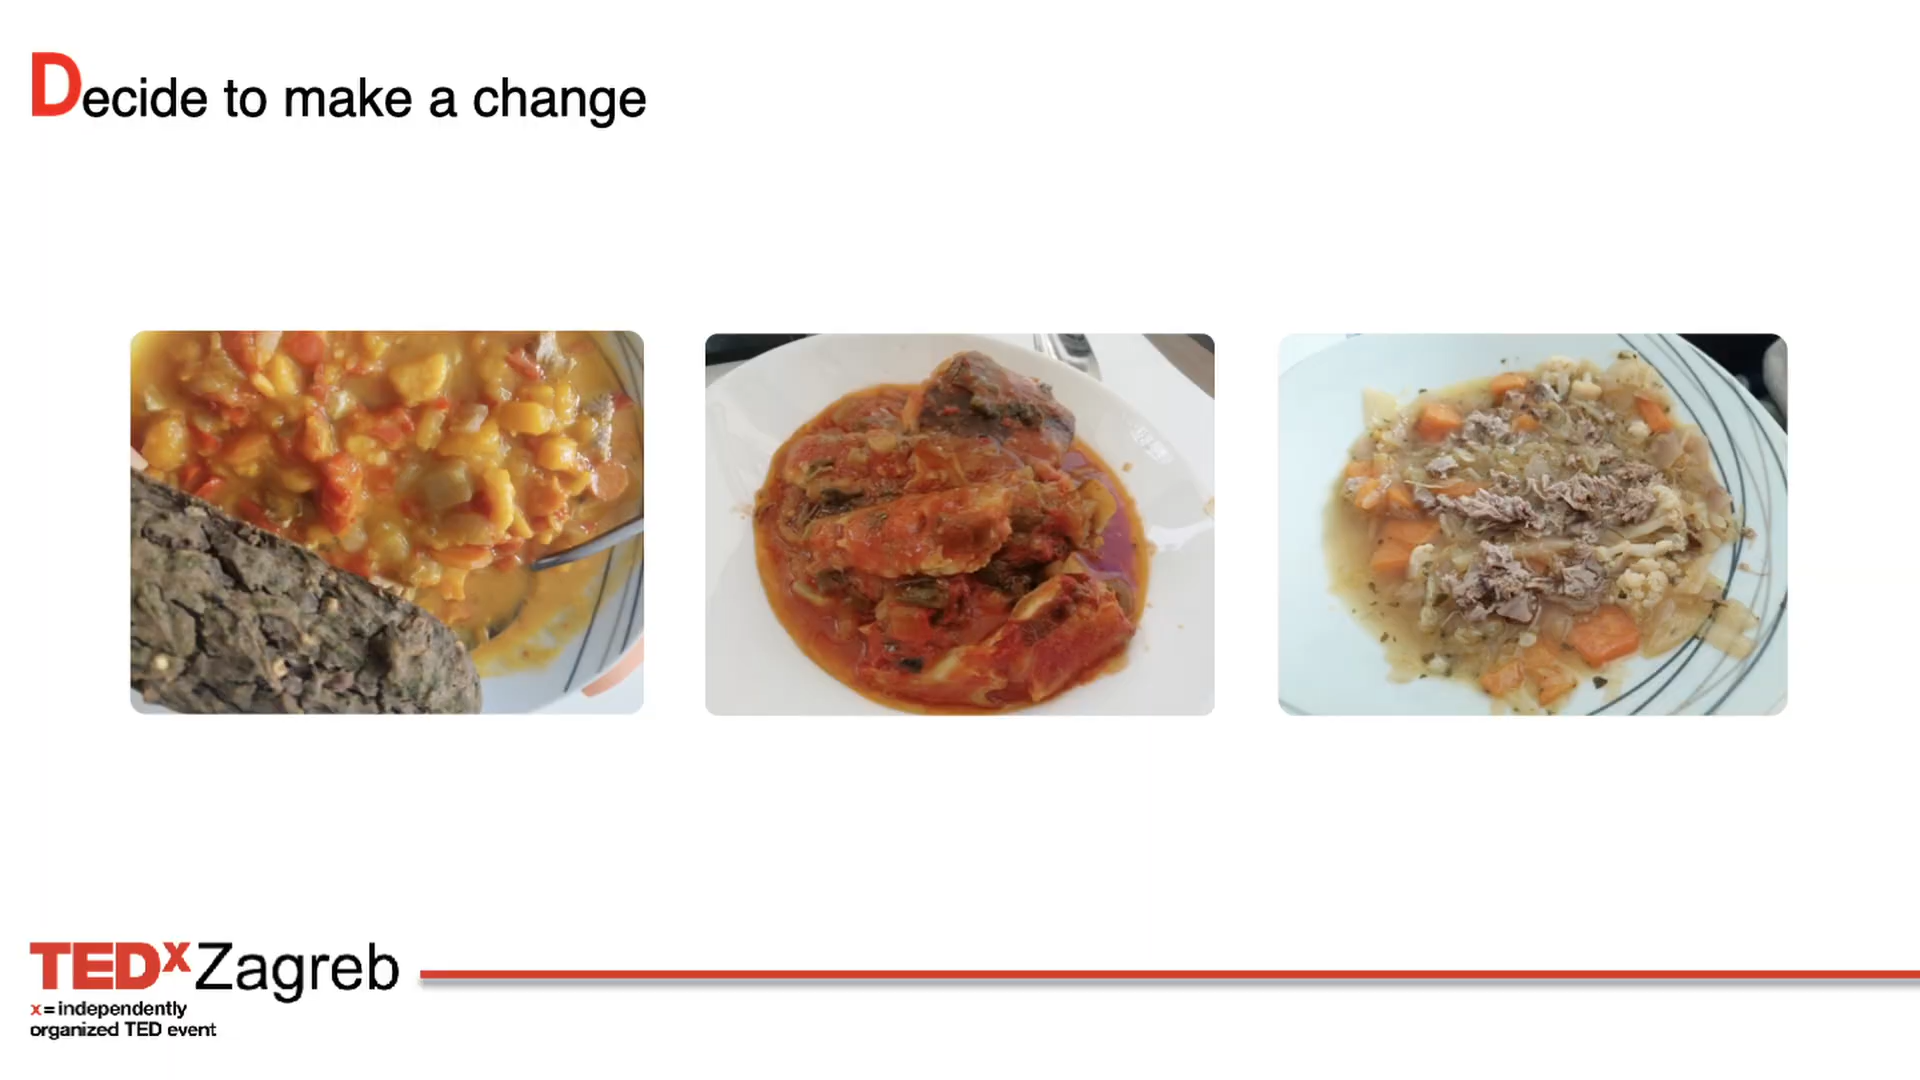 Decide to make a change
TEDxZagreb
x=independently
organized TED event